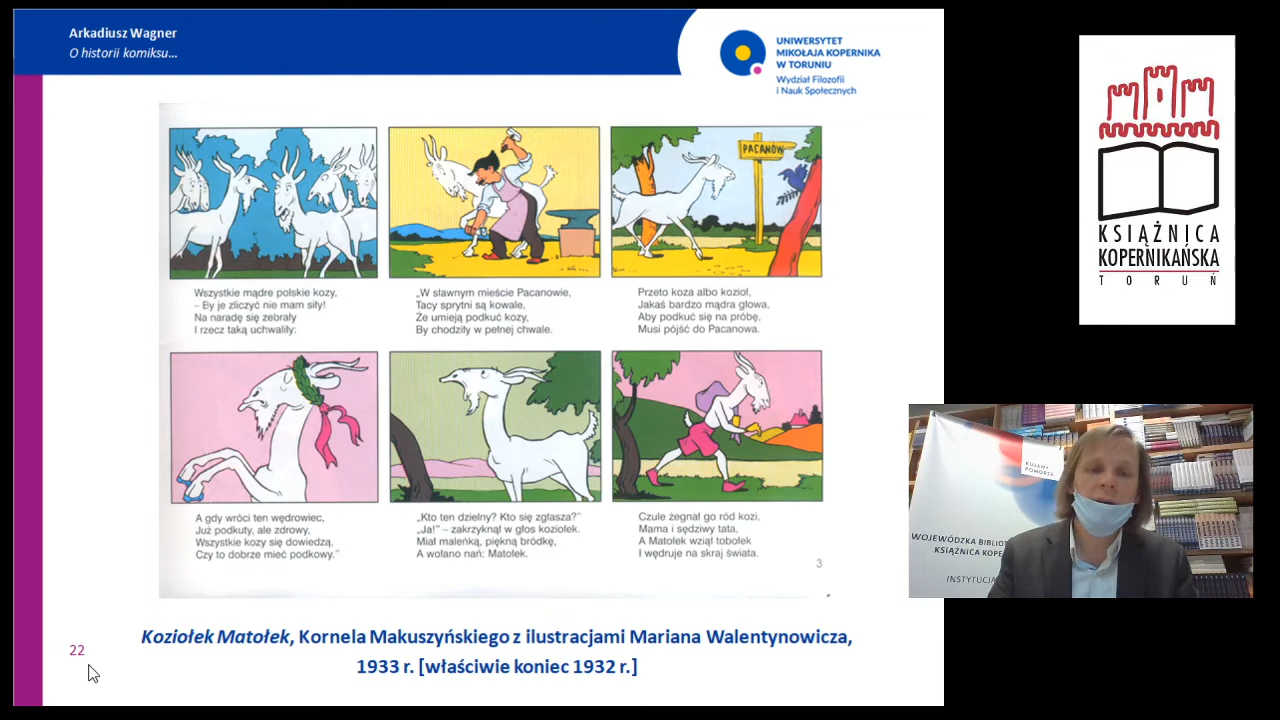 Arkadiusz Wagner
O historii komiksu...
UNIWERSYTET
MIKOŁAJA KOPERNIKA
W TORUNIU
Wydział Filozofii
i Nauk Społecznych
PACANÓW
Wszystkie mądre polskie kozy,
– By je zliczyć nie mam siły!
Na naradę się zebrały
I rzecz taką uchwaliły:
„W sławnym mieście Pacanowie,
Tacy sprytni są kowale,
Że umieją podkuć kozy,
By chodziły w pełnej chwale.
Przeto koza albo kozioł,
Jakaś bardzo mądra głowa,
Aby podkuć się na próbę,
Musi pójść do Pacanowa.
A gdy wróci ten wędrowiec,
Już podkuty, ale zdrowy,
Wszystkie kozy się dowiedzą,
Czy to dobrze mieć podkowy."
„Kto ten dzielny? Kto się zgłasza?"
„Ja!" – zakrzyknął w głos koziołek.
Miał maleńką, piękną bródkę,
A wołano nań: Matołek.
Czule żegnał go ród kozi,
Mama i sędziwy tata,
A Matołek wziął tobołek
I wędruje na skraj świata.
3
Koziołek Matołek, Kornela Makuszyńskiego z ilustracjami Mariana Walentynowicza,
1933 r. [właściwie koniec 1932 r.]
22
KSIĄŻNICA
KOPERNIKAŃSKA
TORUŃ
KUJAWY
POMORZE
WOJEWÓDZKA
KSIĄŻNICA
INSTYTUCJA